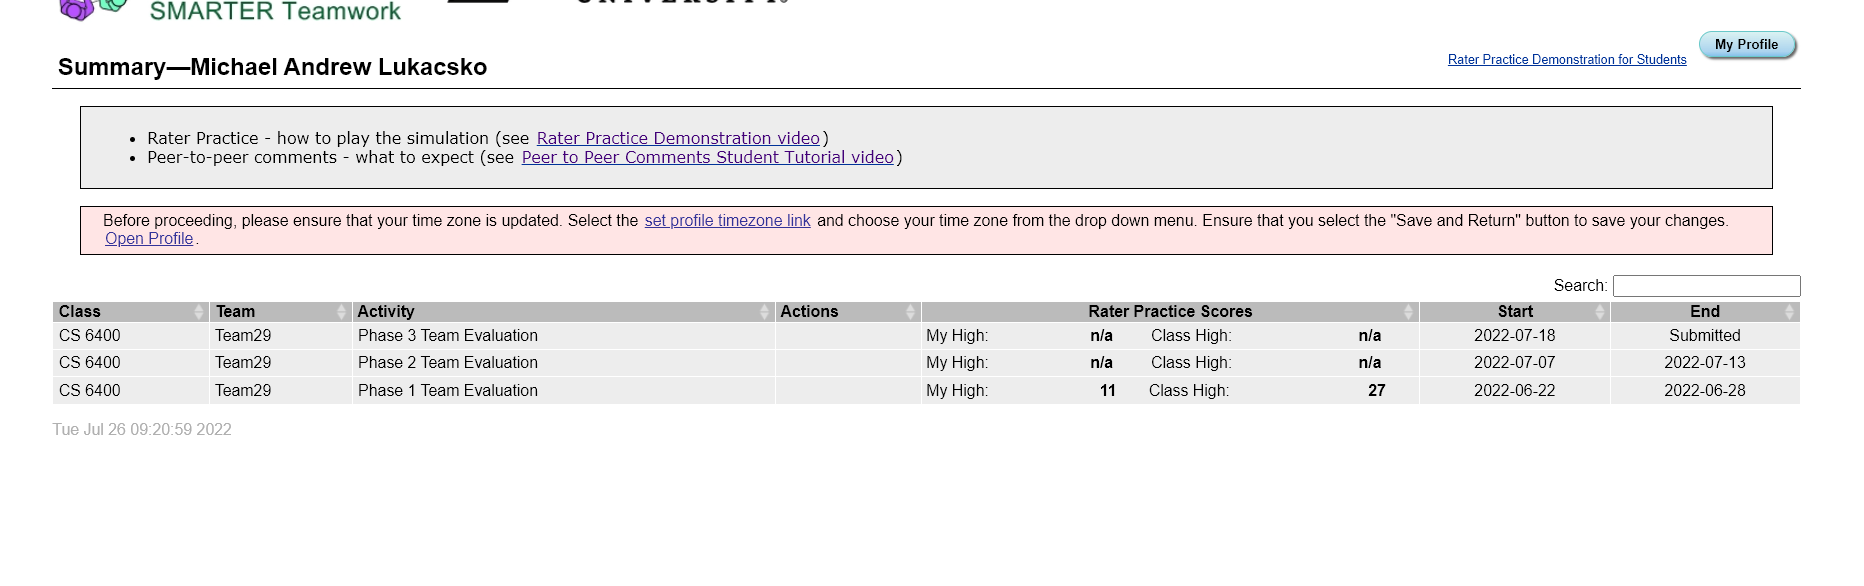 SMARTER Teamwork
Summary—Michael Andrew Lukacsko
Rater Practice Demonstration for Students
My Profile
• Rater Practice - how to play the simulation (see Rater Practice Demonstration video)
• Peer-to-peer comments - what to expect (see Peer to Peer Comments Student Tutorial video)
Before proceeding, please ensure that your time zone is updated. Select the set profile timezone link and choose your time zone from the drop down menu. Ensure that you select the "Save and Return" button to save your changes.
Open Profile.
Search:
Class Team Activity Actions Rater Practice Scores Start End
CS 6400 Team29 Phase 3 Team Evaluation My High: n/a Class High: n/a 2022-07-18 Submitted
CS 6400 Team29 Phase 2 Team Evaluation My High: n/a Class High: n/a 2022-07-07 2022-07-13
CS 6400 Team29 Phase 1 Team Evaluation My High: 11 Class High: 27 2022-06-22 2022-06-28
Tue Jul 26 09:20:59 2022